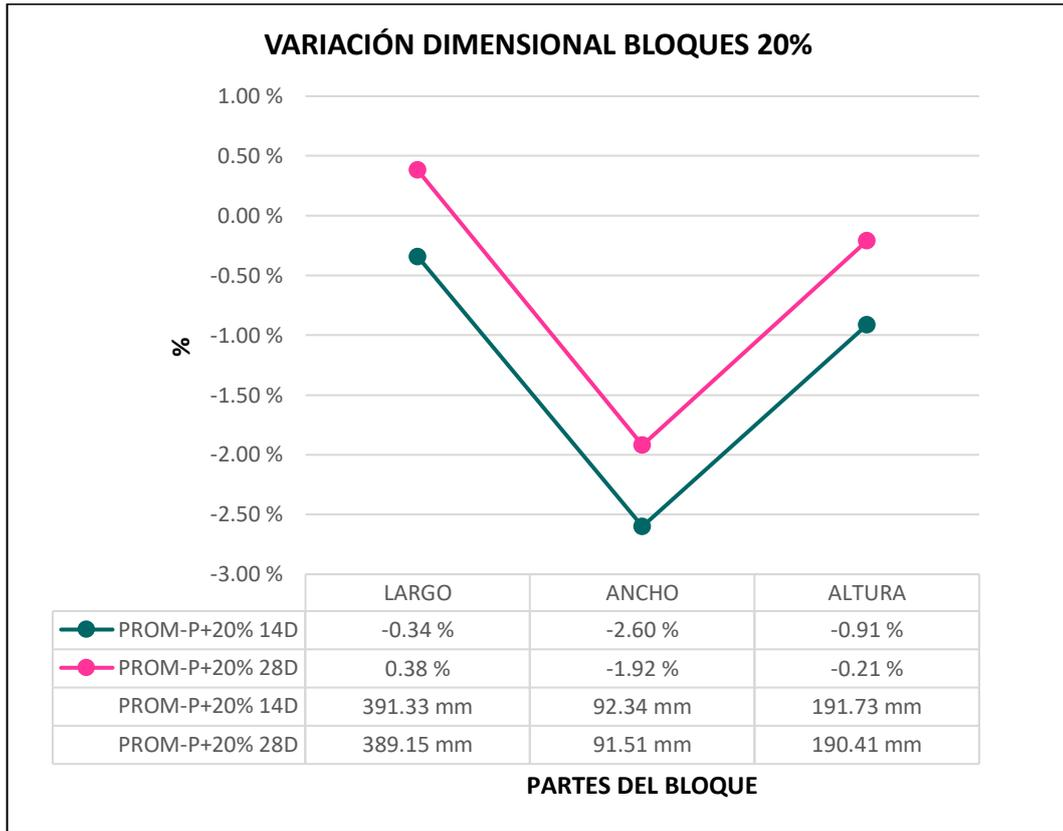 VARIACIÓN DIMENSIONAL BLOQUES 20%
1.00 %
0.50 %
0.00 %
-0.50 %
-1.00 %
-1.50 %
-2.00 %
-2.50 %
-3.00 %
%
LARGO ANCHO ALTURA
PROM-P+20% 14D -0.34 % -2.60 % -0.91 %
PROM-P+20% 28D 0.38 % -1.92 % -0.21 %
PROM-P+20% 14D 391.33 mm 92.34 mm 191.73 mm
PROM-P+20% 28D 389.15 mm 91.51 mm 190.41 mm
PARTES DEL BLOQUE